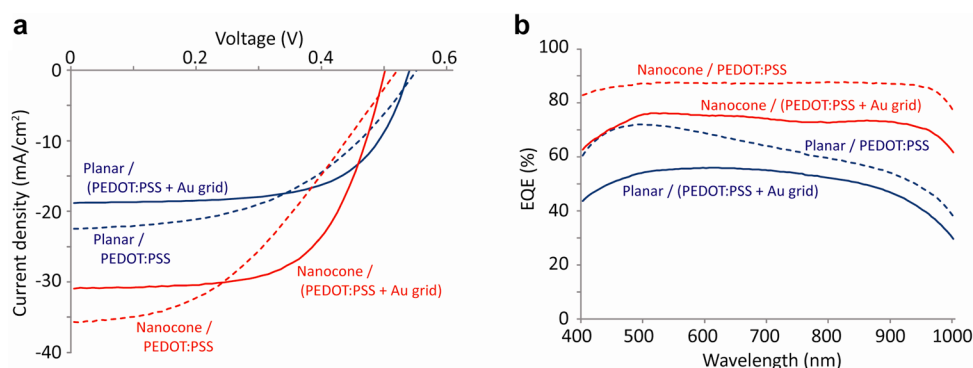 a
Voltage (V)
0
0.2
0.4
0.6
0
-10
-20
-30
-40
Current density (mA/cm²)
Planar /
(PEDOT:PSS + Au grid)
Planar /
PEDOT:PSS
Nanocone /
(PEDOT:PSS + Au grid)
Nanocone /
PEDOT:PSS
b
100
80
60
40
20
0
EQE (%)
Nanocone / PEDOT:PSS
Nanocone / (PEDOT:PSS + Au grid)
Planar / PEDOT:PSS
Planar / (PEDOT:PSS + Au grid)
400 500 600 700 800 900 1000
Wavelength (nm)